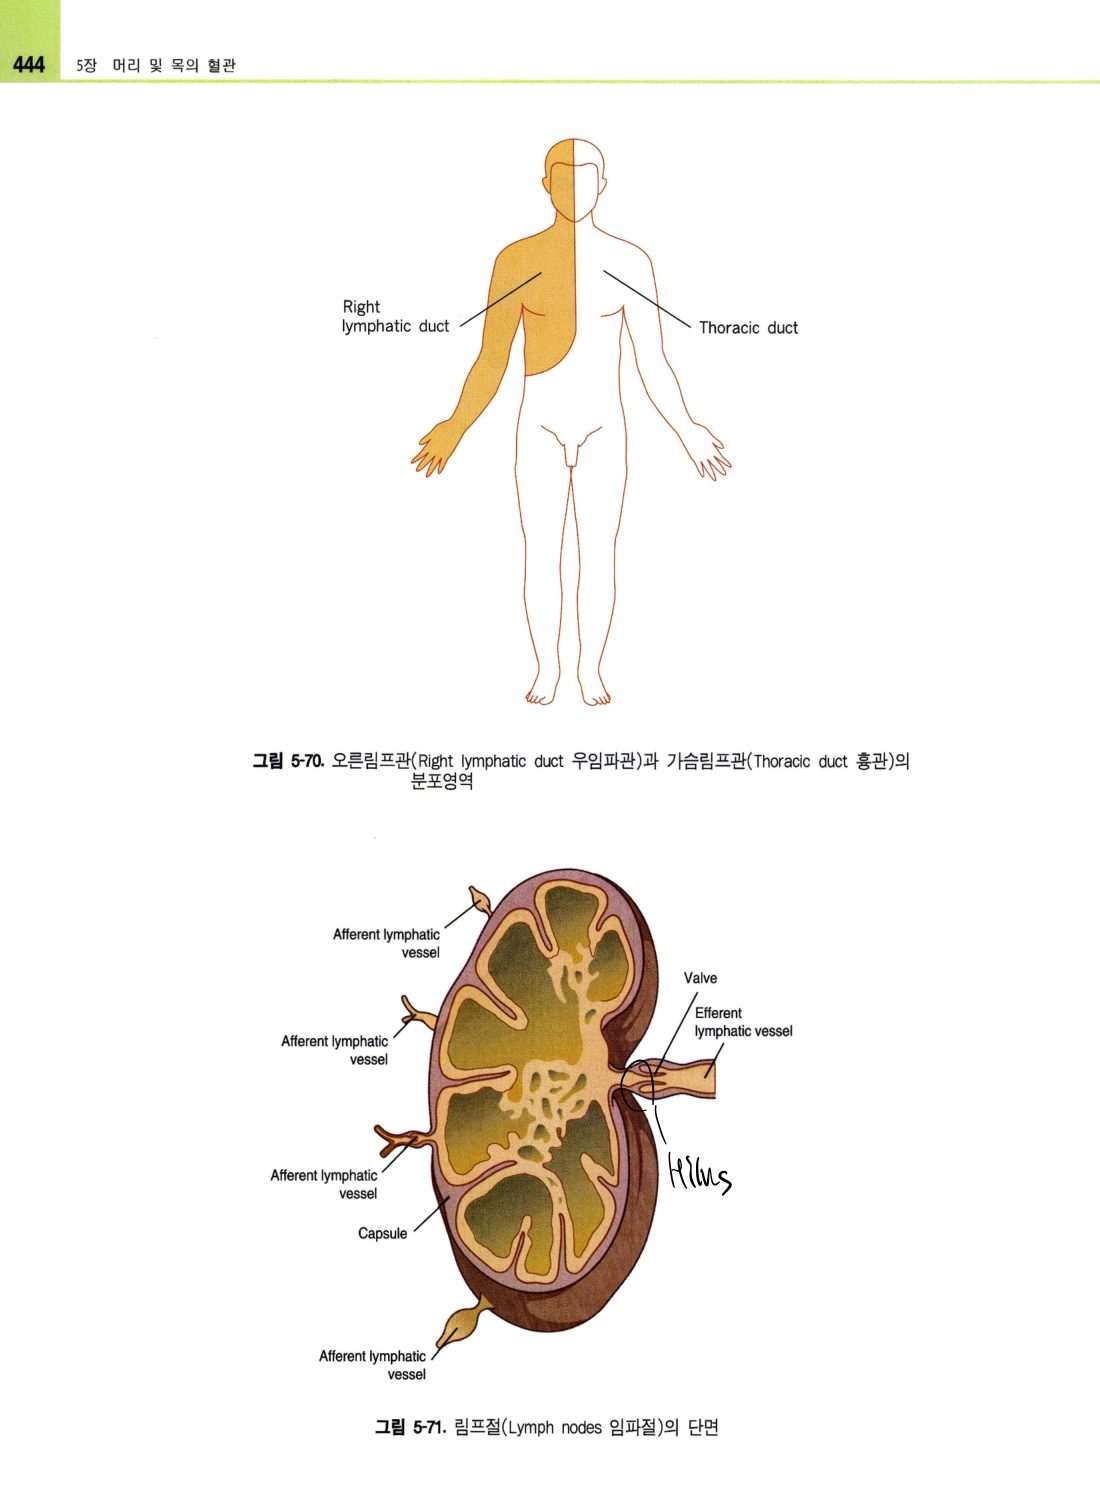 444 5장 머리 및 목의 혈관
Right
lymphatic duct
Thoracic duct
그림 5-70. 오른림프관(Right lymphatic duct 우임파관)과 가슴림프관(Thoracic duct 흉관)의
분포영역
Afferent lymphatic
vessel
Valve
Efferent
lymphatic vessel
Afferent lymphatic
vessel
Hilus
Afferent lymphatic
vessel
Capsule
Afferent lymphatic
vessel
그림 5-71. 림프절(Lymph nodes 임파절)의 단면